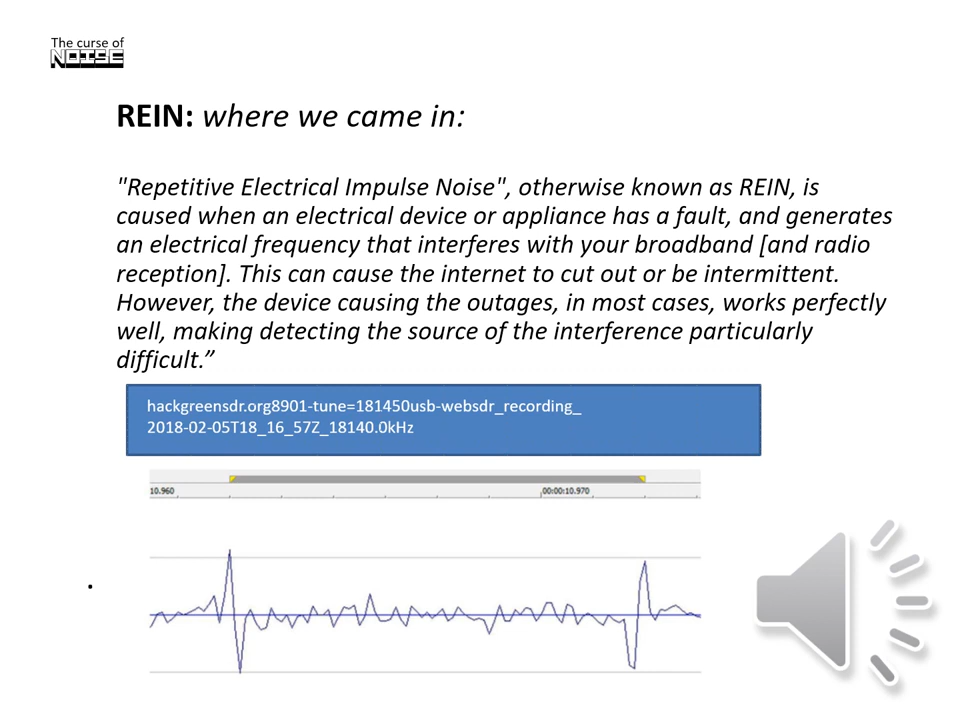 The curse of
NOISE
REIN: where we came in:
"Repetitive Electrical Impulse Noise", otherwise known as REIN, is
caused when an electrical device or appliance has a fault, and generates
an electrical frequency that interferes with your broadband [and radio
reception]. This can cause the internet to cut out or be intermittent.
However, the device causing the outages, in most cases, works perfectly
well, making detecting the source of the interference particularly
difficult.”
hackgreensdr.org8901-tune=181450usb-websdr_recording_
2018-02-05T18_16_57Z_18140.0kHz
10.960 00:00:10.970
.